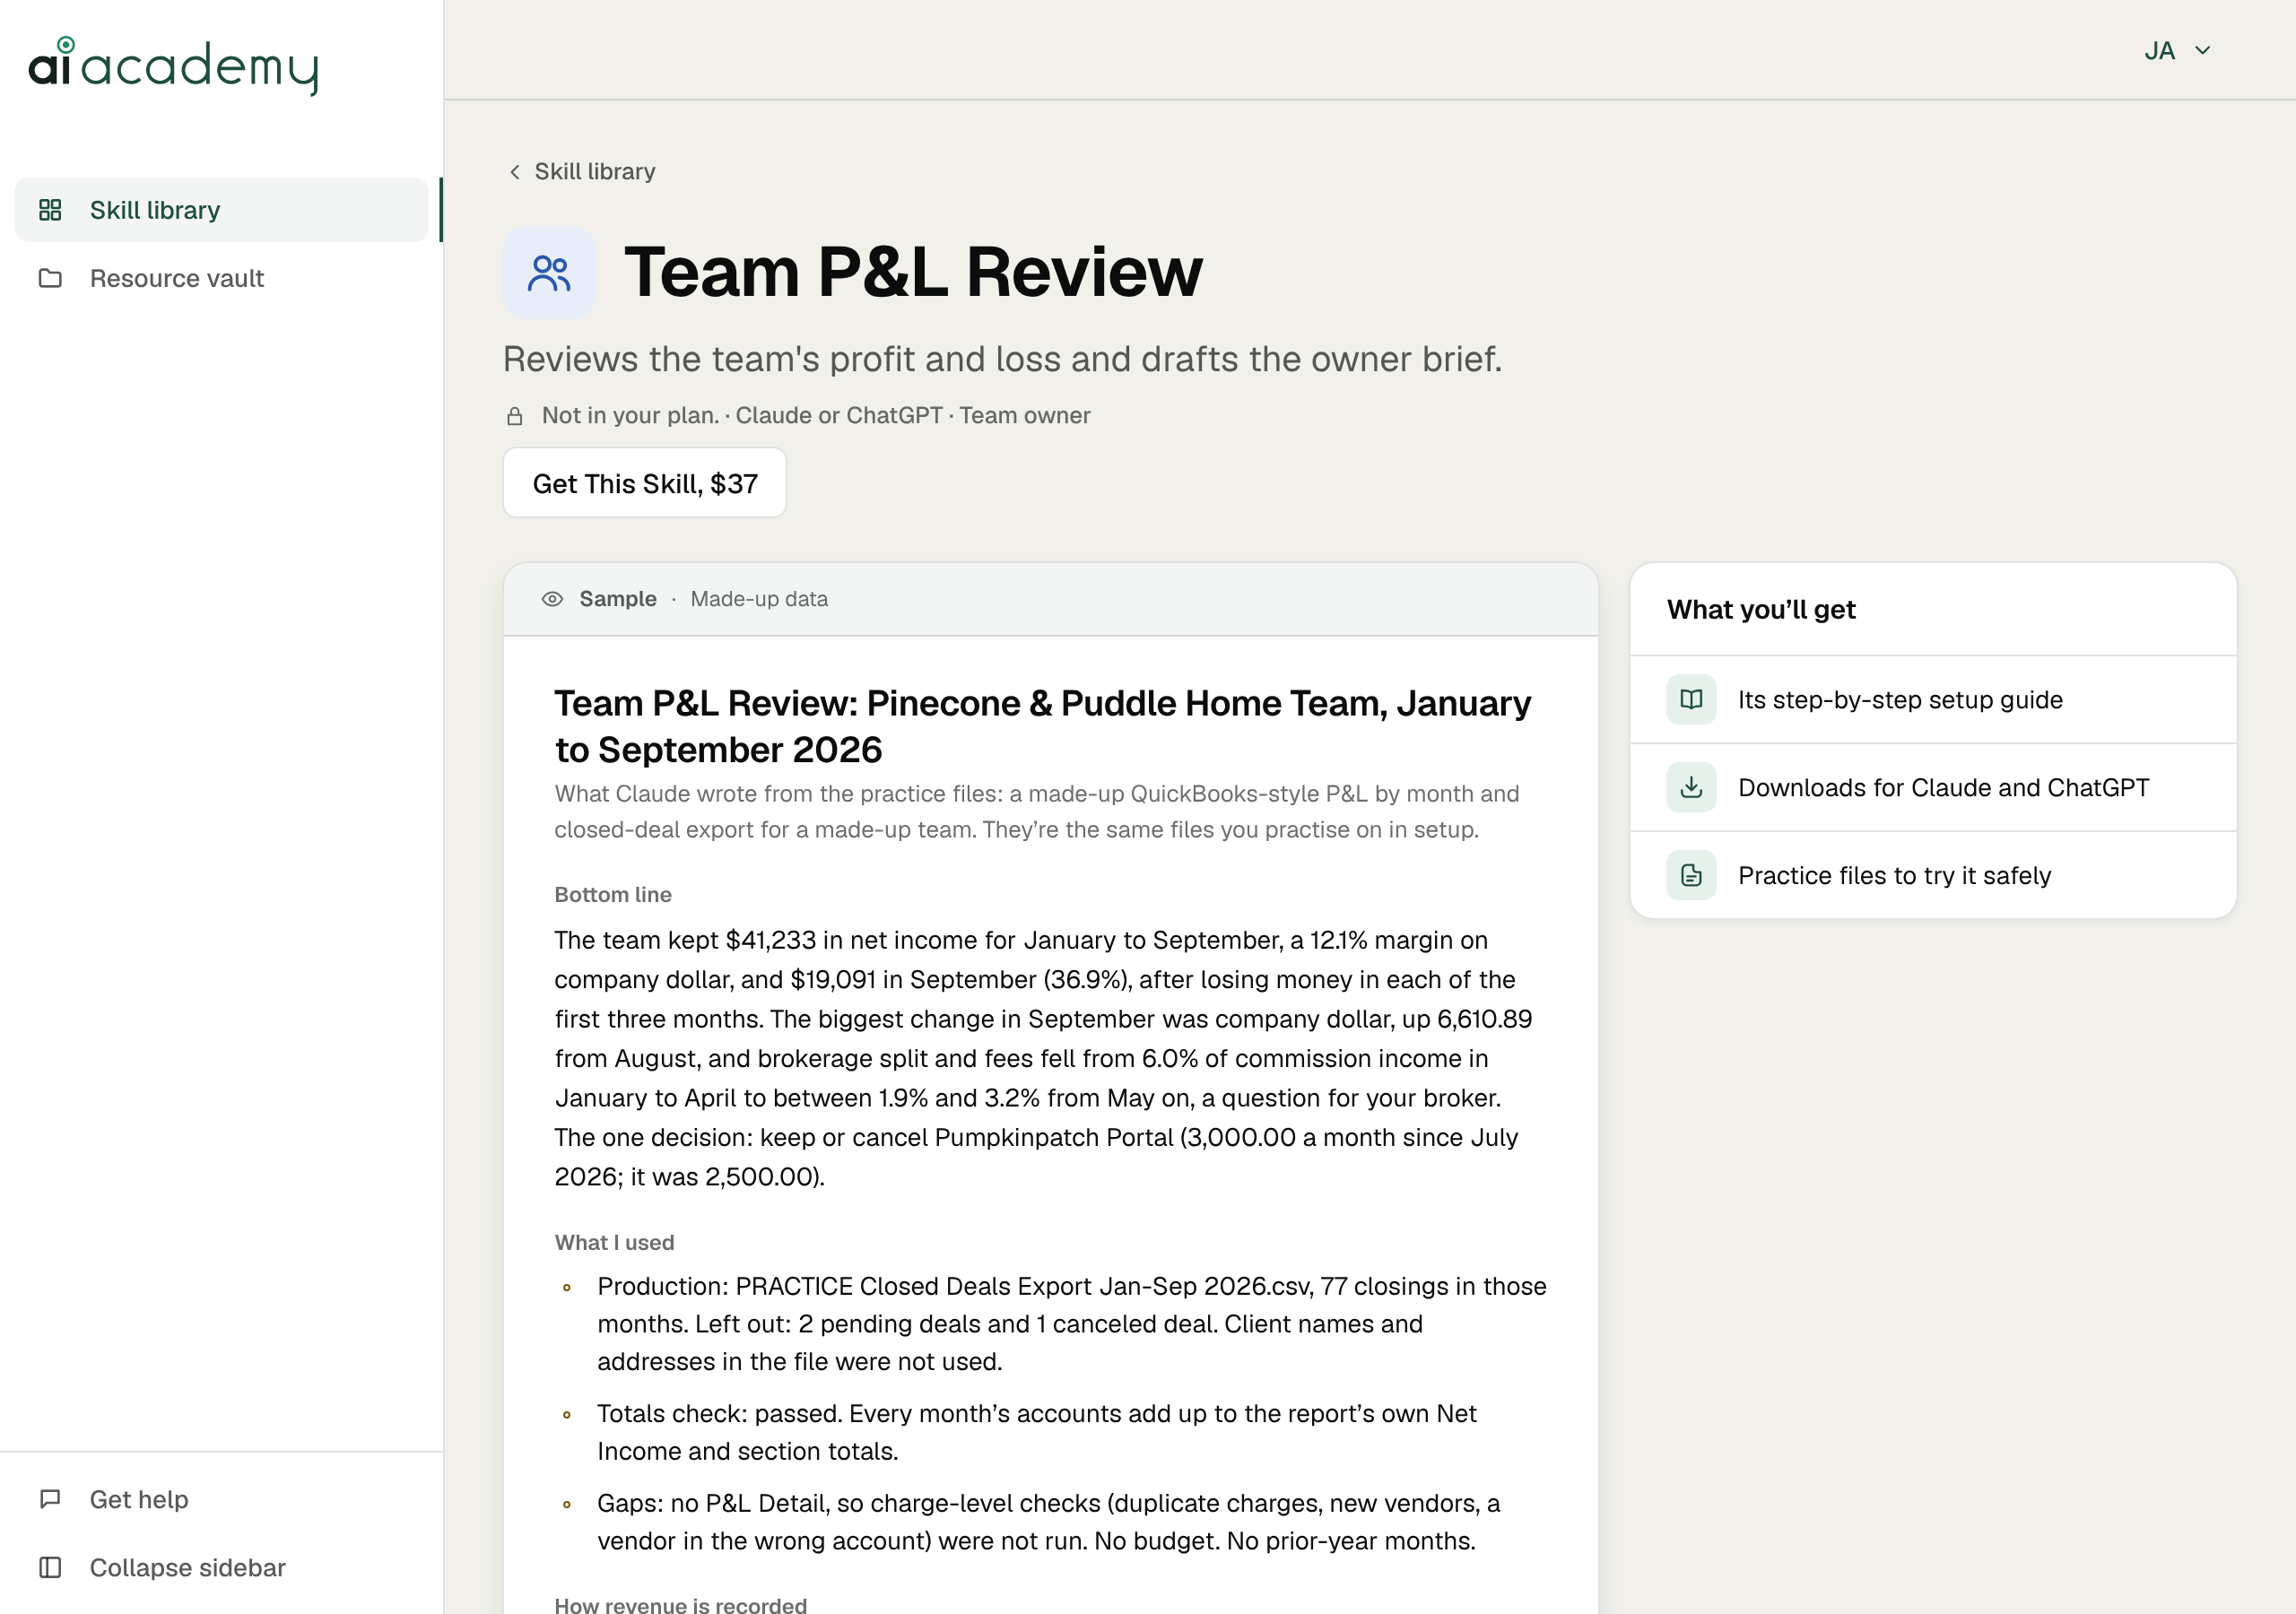 ai academy
JA
Skill library
Resource vault
Skill library
Team P&L Review
Reviews the team's profit and loss and drafts the owner brief.
Not in your plan. · Claude or ChatGPT · Team owner
Get This Skill, $37
Sample · Made-up data
Team P&L Review: Pinecone & Puddle Home Team, January
to September 2026
What Claude wrote from the practice files: a made-up QuickBooks-style P&L by month and
closed-deal export for a made-up team. They’re the same files you practise on in setup.
Bottom line
The team kept $41,233 in net income for January to September, a 12.1% margin on
company dollar, and $19,091 in September (36.9%), after losing money in each of the
first three months. The biggest change in September was company dollar, up 6,610.89
from August, and brokerage split and fees fell from 6.0% of commission income in
January to April to between 1.9% and 3.2% from May on, a question for your broker.
The one decision: keep or cancel Pumpkinpatch Portal (3,000.00 a month since July
2026; it was 2,500.00).
What I used
Production: PRACTICE Closed Deals Export Jan-Sep 2026.csv, 77 closings in those
months. Left out: 2 pending deals and 1 canceled deal. Client names and
addresses in the file were not used.
Totals check: passed. Every month’s accounts add up to the report’s own Net
Income and section totals.
Gaps: no P&L Detail, so charge-level checks (duplicate charges, new vendors, a
vendor in the wrong account) were not run. No budget. No prior-year months.
How revenue is recorded
What you’ll get
Its step-by-step setup guide
Downloads for Claude and ChatGPT
Practice files to try it safely
Get help
Collapse sidebar